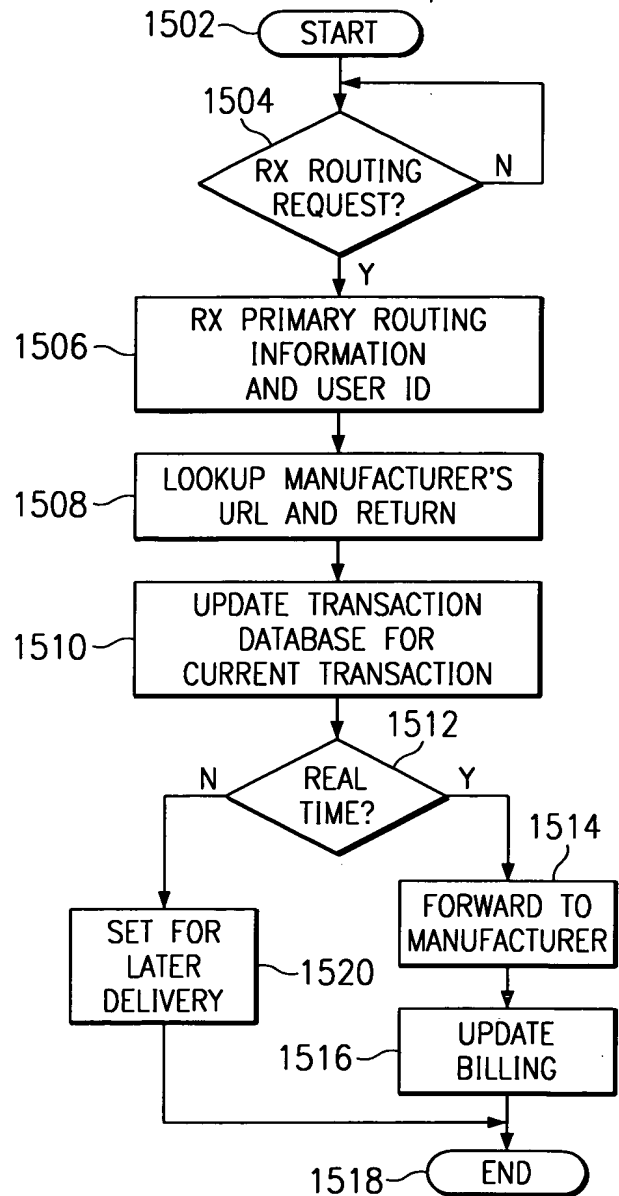 1502
START
1504
RX ROUTING
REQUEST?
N
Y
1506
RX PRIMARY ROUTING
INFORMATION
AND USER ID
1508
LOOKUP MANUFACTURER'S
URL AND RETURN
1510
UPDATE TRANSACTION
DATABASE FOR
CURRENT TRANSACTION
1512
N
REAL
TIME?
Y
1514
FORWARD TO
MANUFACTURER
SET FOR
LATER
DELIVERY
1520
1516
UPDATE
BILLING
1518
END